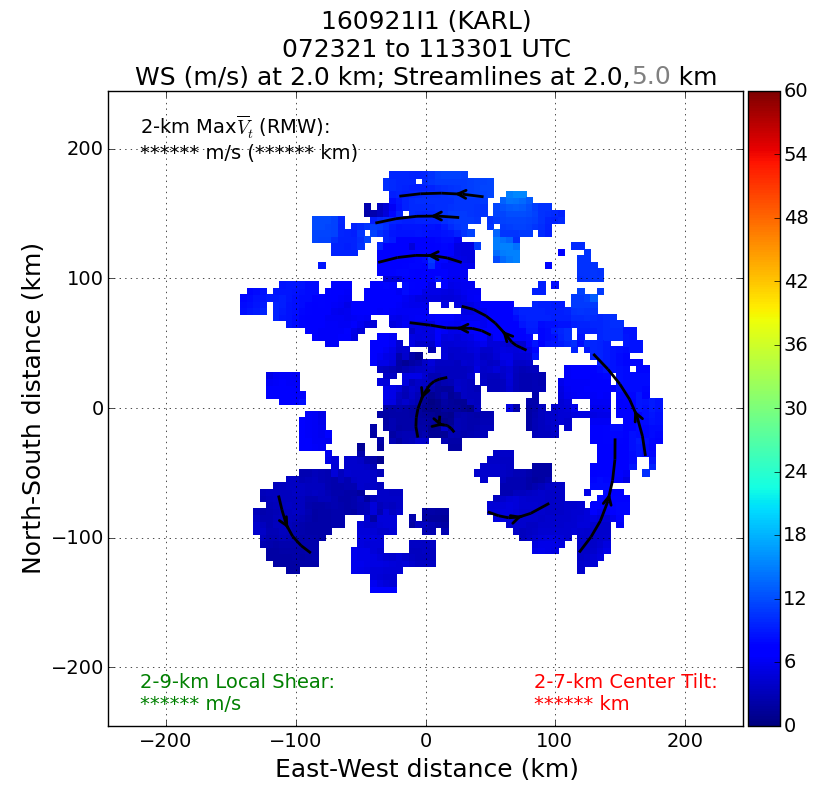 160921I1 (KARL)
072321 to 113301 UTC
WS (m/s) at 2.0 km; Streamlines at 2.0,5.0 km
2-km MaxV̅ₜ (RMW):
****** m/s (****** km)
200
100
0
−100
−200
North-South distance (km)
2-9-km Local Shear:
****** m/s
2-7-km Center Tilt:
****** km
−200 −100 0 100 200
East-West distance (km)
60
54
48
42
36
30
24
18
12
6
0